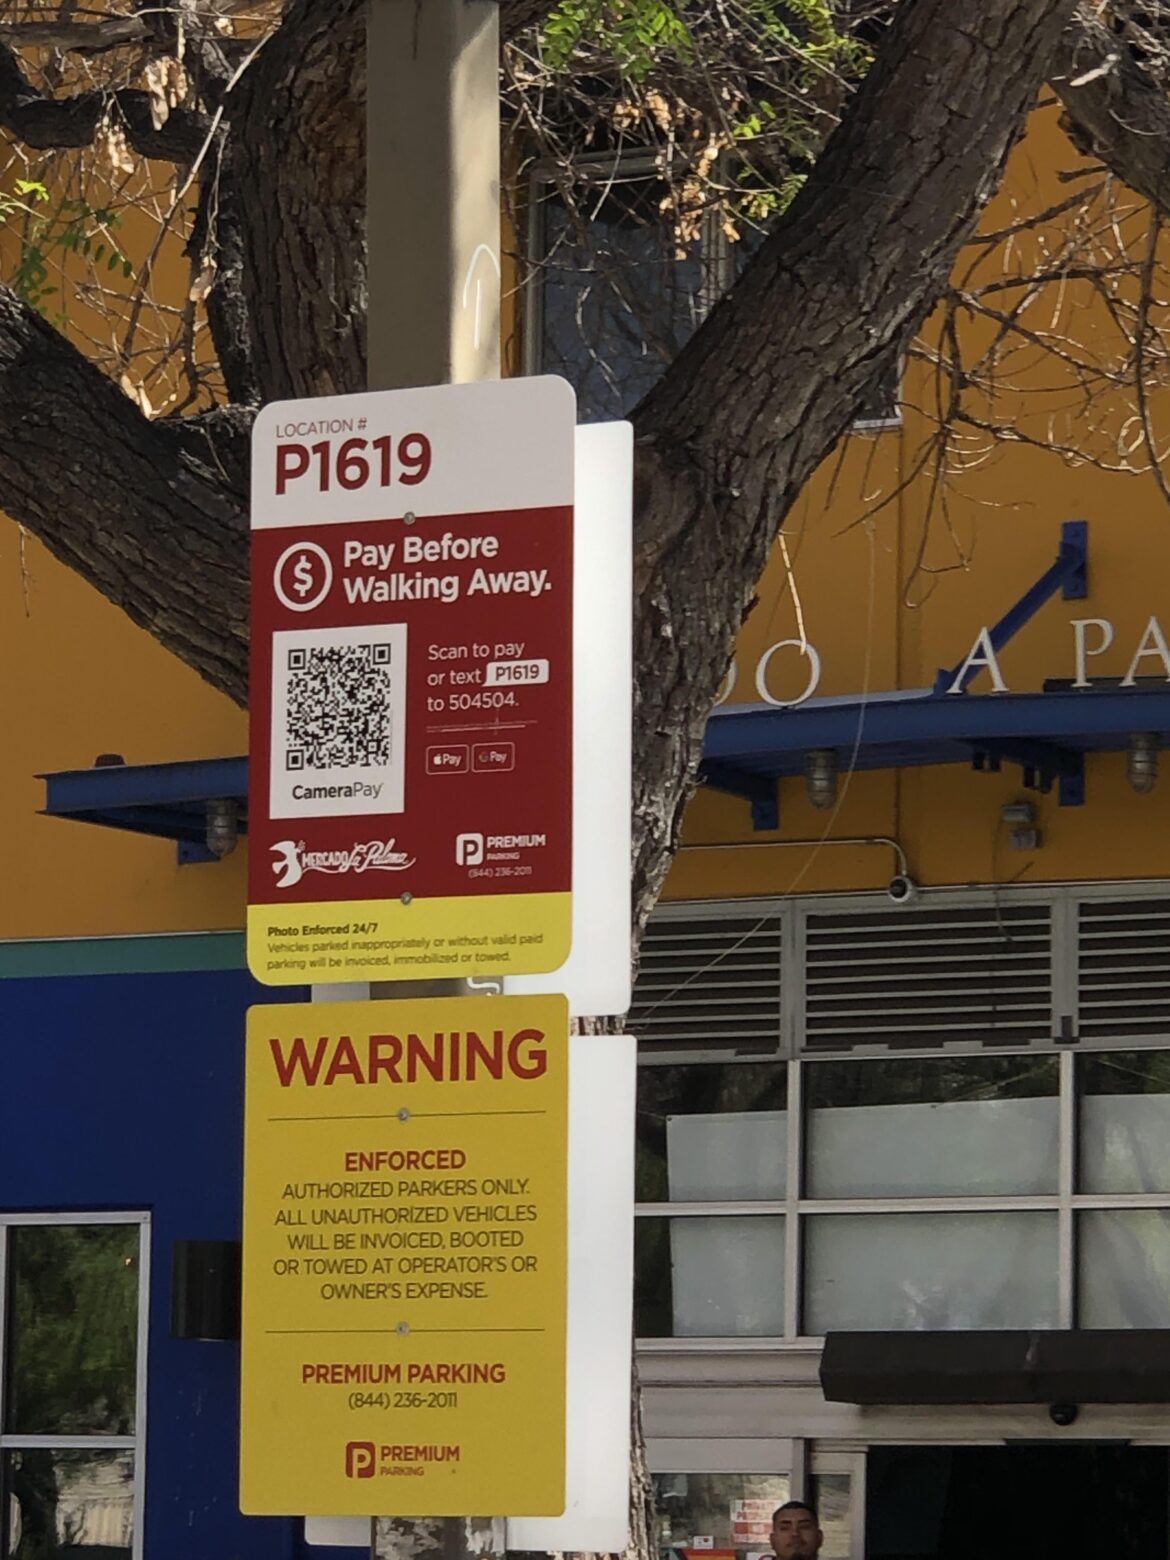 LOCATION #
P1619
$
Pay Before
Walking Away.
Scan to pay
or text P1619
to 504504.
Pay
G Pay
CameraPay
MERCADO La Paloma
P PREMIUM
PARKING
(844) 236-2011
Photo Enforced 24/7
Vehicles parked inappropriately or without valid paid
parking will be invoiced, immobilized or towed.
WARNING
ENFORCED
AUTHORIZED PARKERS ONLY.
ALL UNAUTHORIZED VEHICLES
WILL BE INVOICED, BOOTED
OR TOWED AT OPERATOR'S OR
OWNER'S EXPENSE.
PREMIUM PARKING
(844) 236-2011
P PREMIUM
PARKING
DO A PA